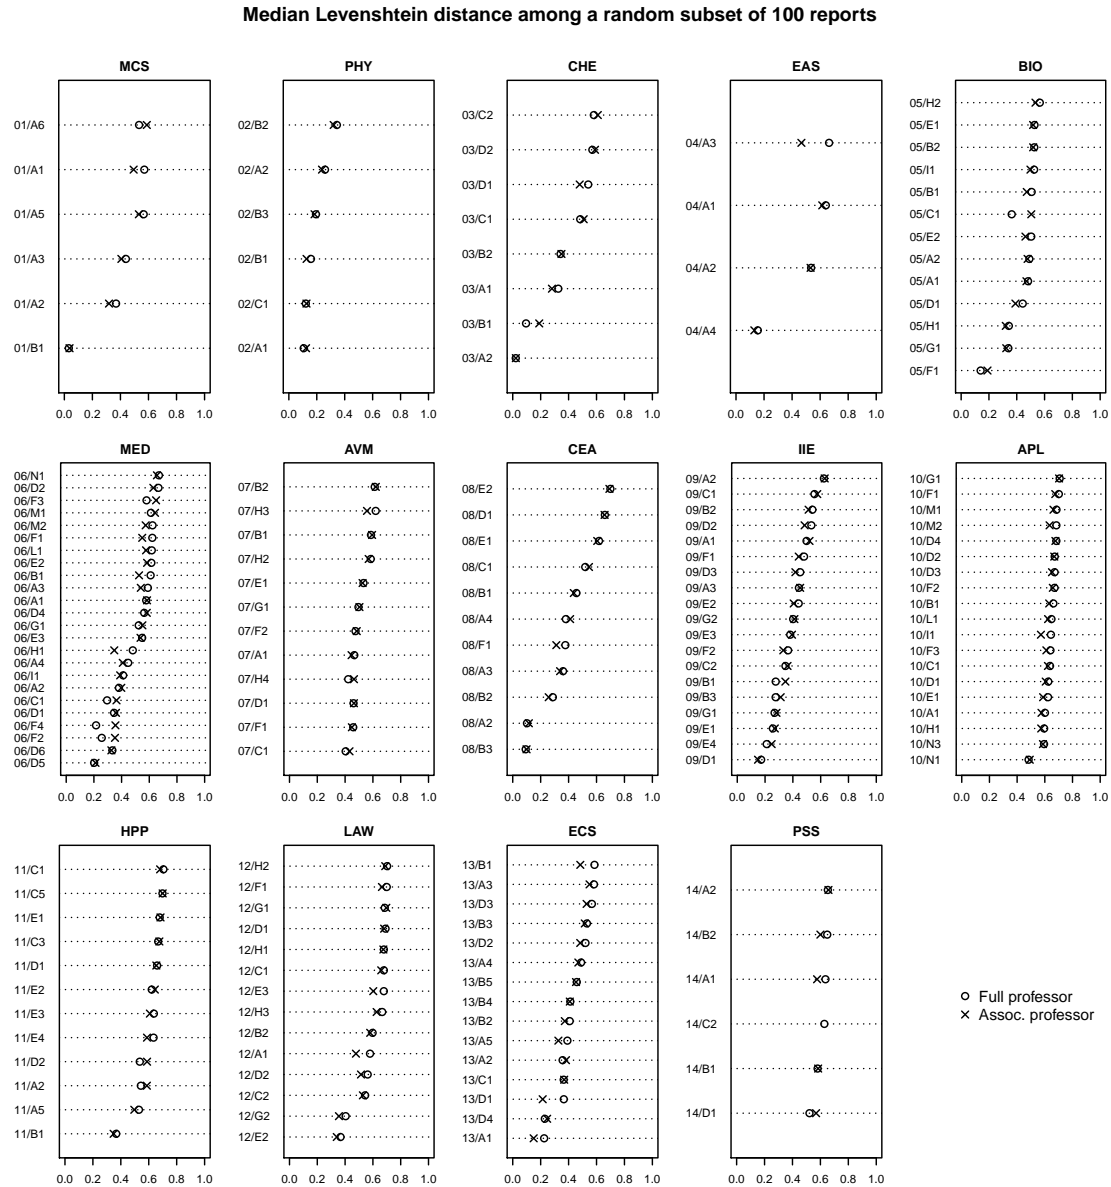 Median Levenshtein distance among a random subset of 100 reports
MCS
01/A6
01/A1
01/A5
01/A3
01/A2
01/B1
0.0 0.2 0.4 0.6 0.8 1.0
PHY
02/B2
02/A2
02/B3
02/B1
02/C1
02/A1
0.0 0.2 0.4 0.6 0.8 1.0
CHE
03/C2
03/D2
03/D1
03/C1
03/B2
03/A1
03/B1
03/A2
0.0 0.2 0.4 0.6 0.8 1.0
EAS
04/A3
04/A1
04/A2
04/A4
0.0 0.2 0.4 0.6 0.8 1.0
BIO
05/H2
05/E1
05/B2
05/I1
05/B1
05/C1
05/E2
05/A2
05/A1
05/D1
05/H1
05/G1
05/F1
0.0 0.2 0.4 0.6 0.8 1.0
MED
06/N1
06/D2
06/F3
06/M1
06/M2
06/F1
06/L1
06/E2
06/B1
06/A3
06/A1
06/D4
06/G1
06/E3
06/H1
06/A4
06/I1
06/A2
06/C1
06/D1
06/F4
06/F2
06/D6
06/D5
0.0 0.2 0.4 0.6 0.8 1.0
AVM
07/B2
07/H3
07/B1
07/H2
07/E1
07/G1
07/F2
07/A1
07/H4
07/D1
07/F1
07/C1
0.0 0.2 0.4 0.6 0.8 1.0
CEA
08/E2
08/D1
08/E1
08/C1
08/B1
08/A4
08/F1
08/A3
08/B2
08/A2
08/B3
0.0 0.2 0.4 0.6 0.8 1.0
IIE
09/A2
09/C1
09/B2
09/D2
09/A1
09/F1
09/D3
09/A3
09/E2
09/G2
09/E3
09/F2
09/C2
09/B1
09/B3
09/G1
09/E1
09/E4
09/D1
0.0 0.2 0.4 0.6 0.8 1.0
APL
10/G1
10/F1
10/M1
10/M2
10/D4
10/D2
10/D3
10/F2
10/B1
10/L1
10/I1
10/F3
10/C1
10/D1
10/E1
10/A1
10/H1
10/N3
10/N1
0.0 0.2 0.4 0.6 0.8 1.0
HPP
11/C1
11/C5
11/E1
11/C3
11/D1
11/E2
11/E3
11/E4
11/D2
11/A2
11/A5
11/B1
0.0 0.2 0.4 0.6 0.8 1.0
LAW
12/H2
12/F1
12/G1
12/D1
12/H1
12/C1
12/E3
12/H3
12/B2
12/A1
12/D2
12/C2
12/G2
12/E2
0.0 0.2 0.4 0.6 0.8 1.0
ECS
13/B1
13/A3
13/D3
13/B3
13/D2
13/A4
13/B5
13/B4
13/B2
13/A5
13/A2
13/C1
13/D1
13/D4
13/A1
0.0 0.2 0.4 0.6 0.8 1.0
PSS
14/A2
14/B2
14/A1
14/C2
14/B1
14/D1
0.0 0.2 0.4 0.6 0.8 1.0
Full professor
Assoc. professor